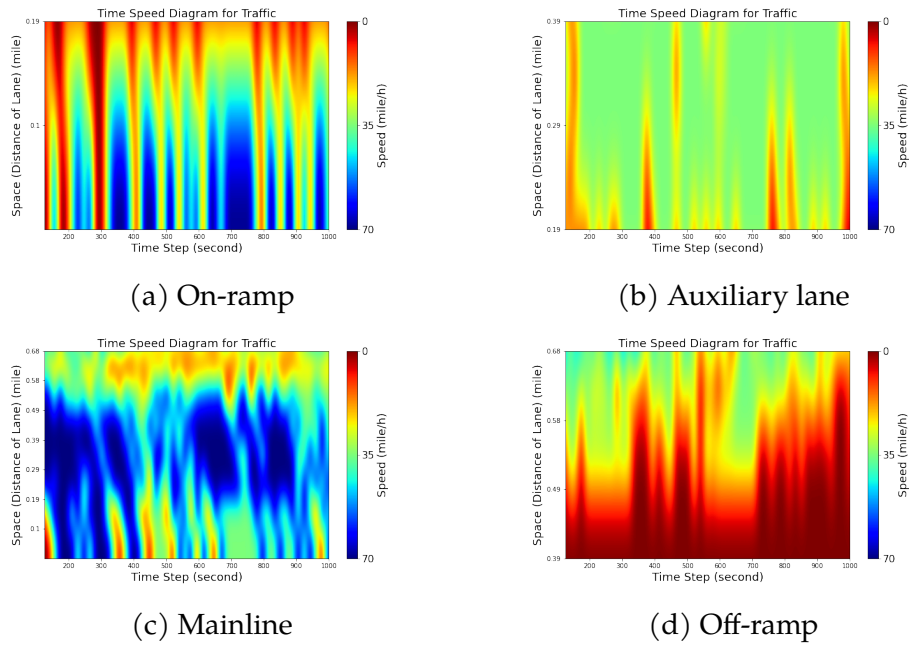 Time Speed Diagram for Traffic
Space (Distance of Lane) (mile)
0.19
0.1
200 300 400 500 600 700 800 900 1000
Time Step (second)
0
35
70
Speed (mile/h)
(a) On-ramp
Time Speed Diagram for Traffic
Space (Distance of Lane) (mile)
0.39
0.29
0.19
200 300 400 500 600 700 800 900 1000
Time Step (second)
0
35
70
Speed (mile/h)
(b) Auxiliary lane
Time Speed Diagram for Traffic
Space (Distance of Lane) (mile)
0.68
0.58
0.49
0.39
0.29
0.19
0.1
200 300 400 500 600 700 800 900 1000
Time Step (second)
0
35
70
Speed (mile/h)
(c) Mainline
Time Speed Diagram for Traffic
Space (Distance of Lane) (mile)
0.68
0.58
0.49
0.39
200 300 400 500 600 700 800 900 1000
Time Step (second)
0
35
70
Speed (mile/h)
(d) Off-ramp